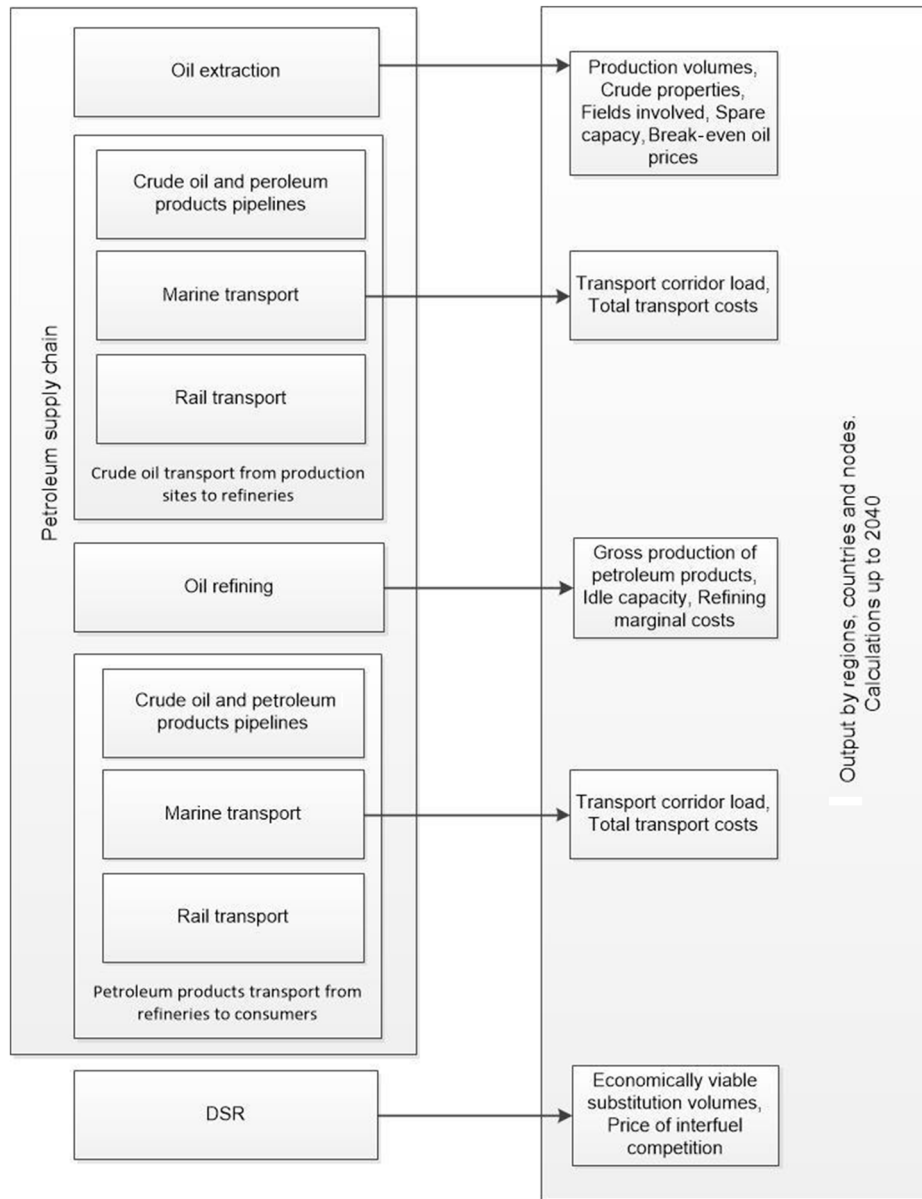 Petroleum supply chain
Oil extraction
Production volumes,
Crude properties,
Fields involved, Spare
capacy, Break-even oil
prices
Crude oil and peroleum
products pipelines
Marine transport
Transport corridor load,
Total transport costs
Rail transport
Crude oil transport from production
sites to refineries
Oil refining
Gross production of
petroleum products,
Idle capacity, Refining
marginal costs
Crude oil and petroleum
products pipelines
Marine transport
Transport corridor load,
Total transport costs
Rail transport
Petroleum products transport from
refineries to consumers
DSR
Economically viable
substitution volumes,
Price of interfuel
competition
Output by regions, countries and nodes.
Calculations up to 2040